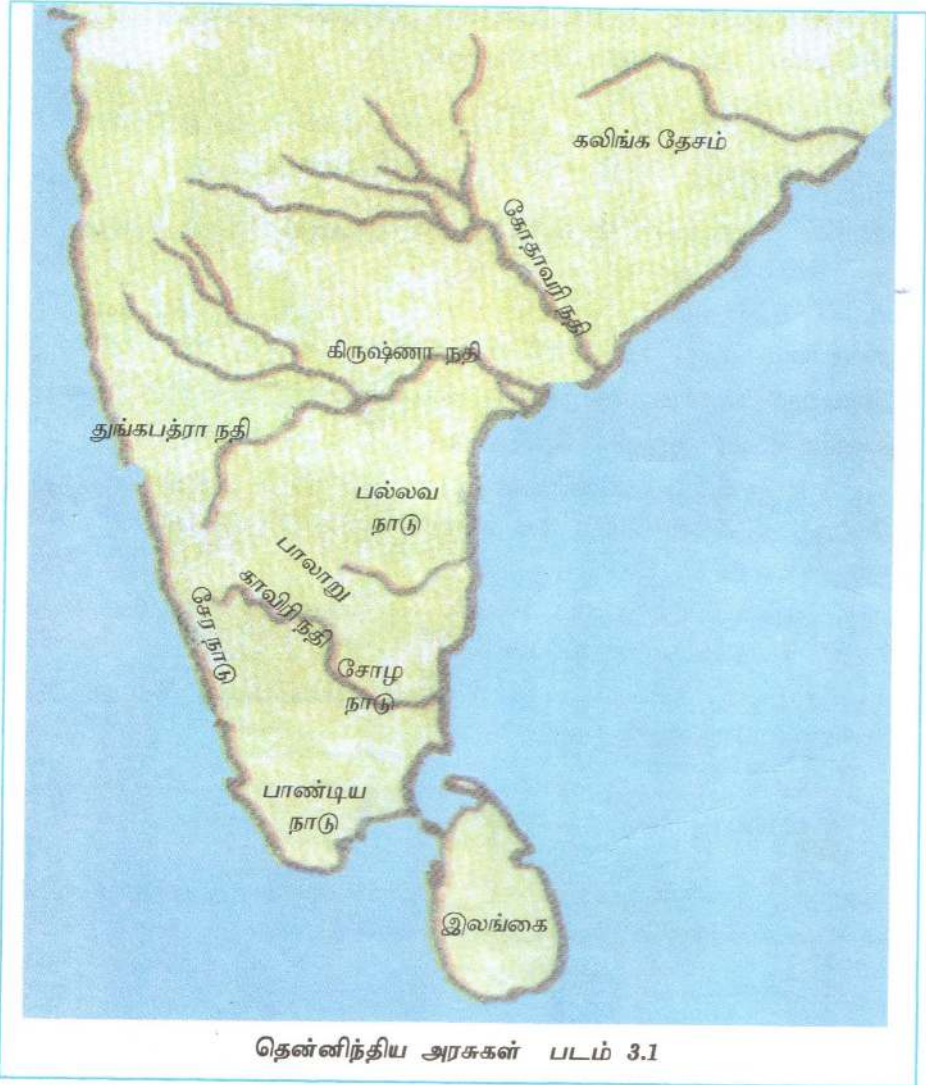 கலிங்க தேசம்
கோதாவரி நதி
கிருஷ்ணா நதி
துங்கபத்ரா நதி
பல்லவ
நாடு
பாலாறு
காவிரி நதி
சேர நாடு
சோழ
நாடு
பாண்டிய
நாடு
இலங்கை
தென்னிந்திய அரசுகள் படம் 3.1